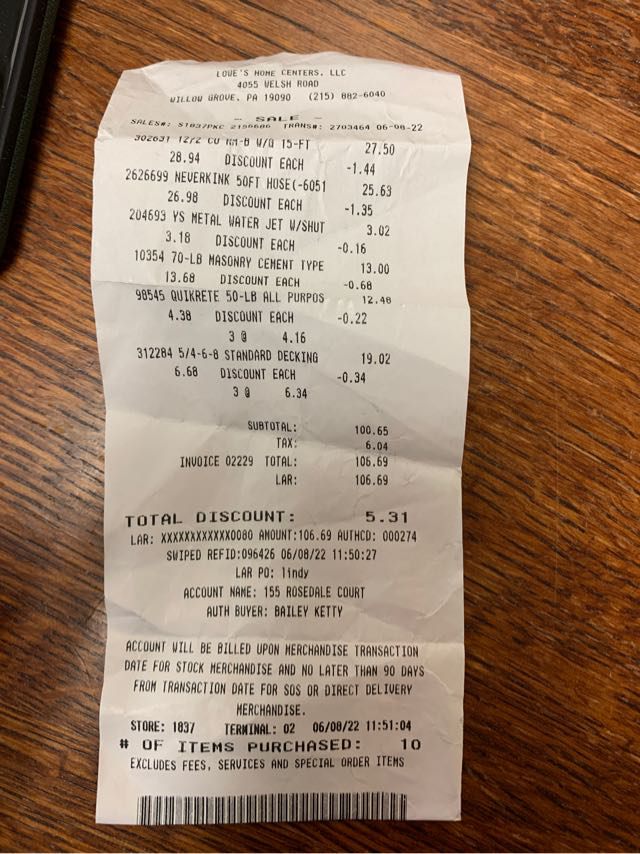 LOWE'S HOME CENTERS, LLC
4055 WELSH ROAD
WILLOW GROVE, PA 19090 (215) 882-6040
- SALE -
SALES#: S1837PKC 2156686 TRANS#: 2703464 06-08-22
302631 12/2 CU NM-B W/G 15-FT 27.50
28.94 DISCOUNT EACH -1.44
2626699 NEVERKINK 50FT HOSE(-6051 25.63
26.98 DISCOUNT EACH -1.35
204693 YS METAL WATER JET W/SHUT 3.02
3.18 DISCOUNT EACH -0.16
10354 70-LB MASONRY CEMENT TYPE 13.00
13.68 DISCOUNT EACH -0.68
98545 QUIKRETE 50-LB ALL PURPOS 12.48
4.38 DISCOUNT EACH -0.22
3 @ 4.16
312284 5/4-6-8 STANDARD DECKING 19.02
6.68 DISCOUNT EACH -0.34
3 @ 6.34
SUBTOTAL: 100.65
TAX: 6.04
INVOICE 02229 TOTAL: 106.69
LAR: 106.69
TOTAL DISCOUNT: 5.31
LAR: XXXXXXXXXXXX0080 AMOUNT:106.69 AUTHCD: 000274
SWIPED REFID:096426 06/08/22 11:50:27
LAR PO: lindy
ACCOUNT NAME: 155 ROSEDALE COURT
AUTH BUYER: BAILEY KETTY
ACCOUNT WILL BE BILLED UPON MERCHANDISE TRANSACTION
DATE FOR STOCK MERCHANDISE AND NO LATER THAN 90 DAYS
FROM TRANSACTION DATE FOR SOS OR DIRECT DELIVERY
MERCHANDISE.
STORE: 1837 TERMINAL: 02 06/08/22 11:51:04
# OF ITEMS PURCHASED: 10
EXCLUDES FEES, SERVICES AND SPECIAL ORDER ITEMS